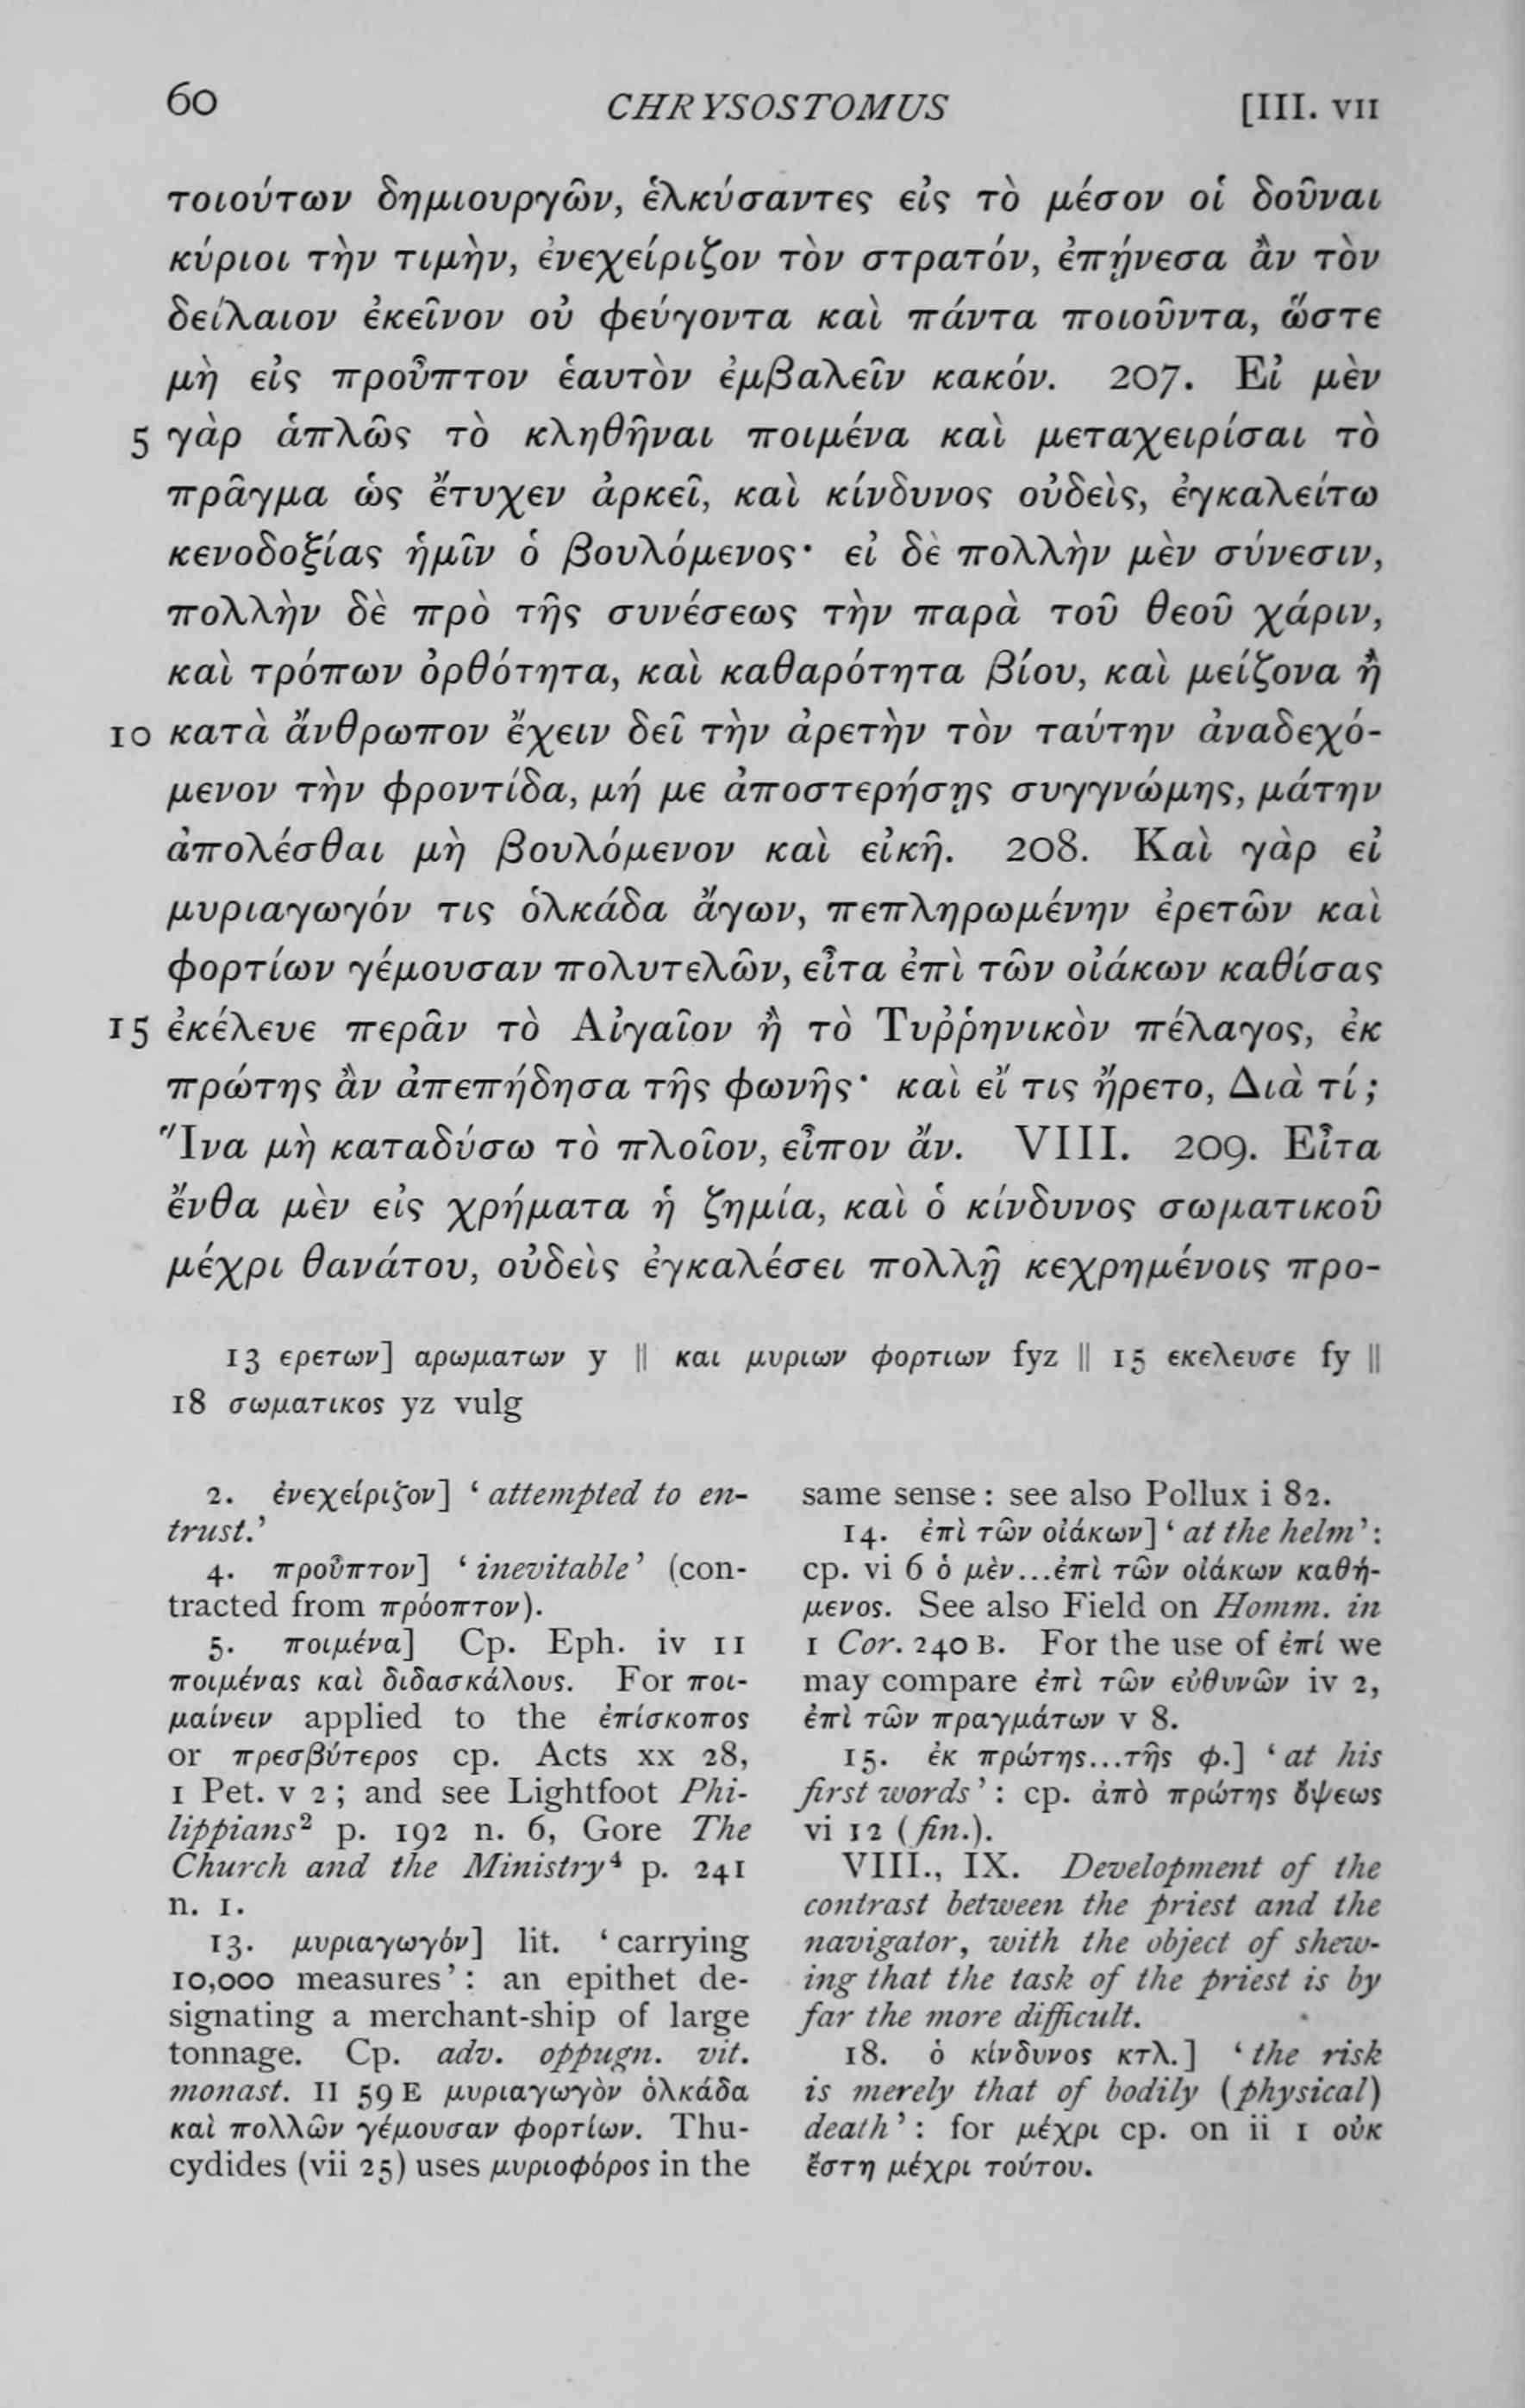 60 CHRYSOSTOMUS [III. VII
τοιούτων δημιουργῶν, ἑλκύσαντες εἰς τὸ μέσον οἱ δοῦναι
κύριοι τὴν τιμὴν, ἐνεχείριζον τὸν στρατόν, ἐπῄνεσα ἂν τὸν
δείλαιον ἐκεῖνον οὐ φεύγοντα καὶ πάντα ποιοῦντα, ὥστε
μὴ εἰς προὖπτον ἑαυτὸν ἐμβαλεῖν κακόν. 207. Εἰ μὲν
5 γὰρ ἁπλῶς τὸ κληθῆναι ποιμένα καὶ μεταχειρίσαι τὸ
πρᾶγμα ὡς ἔτυχεν ἀρκεῖ, καὶ κίνδυνος οὐδεὶς, ἐγκαλείτω
κενοδοξίας ἡμῖν ὁ βουλόμενος· εἰ δὲ πολλὴν μὲν σύνεσιν,
πολλὴν δὲ πρὸ τῆς συνέσεως τὴν παρὰ τοῦ θεοῦ χάριν,
καὶ τρόπων ὀρθότητα, καὶ καθαρότητα βίου, καὶ μείζονα ἢ
10 κατὰ ἄνθρωπον ἔχειν δεῖ τὴν ἀρετὴν τὸν ταύτην ἀναδεχό-
μενον τὴν φροντίδα, μή με ἀποστερήσῃς συγγνώμης, μάτην
ἀπολέσθαι μὴ βουλόμενον καὶ εἰκῆ. 208. Καὶ γὰρ εἰ
μυριαγωγόν τις ὁλκάδα ἄγων, πεπληρωμένην ἐρετῶν καὶ
φορτίων γέμουσαν πολυτελῶν, εἶτα ἐπὶ τῶν οἰάκων καθίσας
15 ἐκέλευε περᾶν τὸ Αἰγαῖον ἢ τὸ Τυῤῥηνικὸν πέλαγος, ἐκ
πρώτης ἂν ἀπεπήδησα τῆς φωνῆς· καὶ εἴ τις ἤρετο, Διὰ τί;
Ἵνα μὴ καταδύσω τὸ πλοῖον, εἶπον ἄν. VIII. 209. Εἶτα
ἔνθα μὲν εἰς χρήματα ἡ ζημία, καὶ ὁ κίνδυνος σωματικοῦ
μέχρι θανάτου, οὐδεὶς ἐγκαλέσει πολλῇ κεχρημένοις προ-
13 ερετων] αρωματων y || και μυριων φορτιων fyz || 15 εκελευσε fy ||
18 σωματικος yz vulg
2. ἐνεχείριζον] ‘attempted to en-
trust.’
4. προὖπτον] ‘inevitable’ (con-
tracted from πρόοπτον).
5. ποιμένα] Cp. Eph. iv 11
ποιμένας καὶ διδασκάλους. For ποι-
μαίνειν applied to the ἐπίσκοπος
or πρεσβύτερος cp. Acts xx 28,
1 Pet. v 2; and see Lightfoot Phi-
lippians² p. 192 n. 6, Gore The
Church and the Ministry⁴ p. 241
n. 1.
13. μυριαγωγόν] lit. ‘carrying
10,000 measures’: an epithet de-
signating a merchant-ship of large
tonnage. Cp. adv. oppugn. vit.
monast. II 59 E μυριαγωγὸν ὁλκάδα
καὶ πολλῶν γέμουσαν φορτίων. Thu-
cydides (vii 25) uses μυριοφόρος in the
same sense: see also Pollux i 82.
14. ἐπὶ τῶν οἰάκων] ‘at the helm’:
cp. vi 6 ὁ μὲν...ἐπὶ τῶν οἰάκων καθή-
μενος. See also Field on Homm. in
1 Cor. 240 B. For the use of ἐπί we
may compare ἐπὶ τῶν εὐθυνῶν iv 2,
ἐπὶ τῶν πραγμάτων v 8.
15. ἐκ πρώτης...τῆς φ.] ‘at his
first words’: cp. ἀπὸ πρώτης ὄψεως
vi 12 (fin.).
VIII., IX. Development of the
contrast between the priest and the
navigator, with the object of shew-
ing that the task of the priest is by
far the more difficult.
18. ὁ κίνδυνος κτλ.] ‘the risk
is merely that of bodily (physical)
death’: for μέχρι cp. on ii 1 οὐκ
ἔστη μέχρι τούτου.